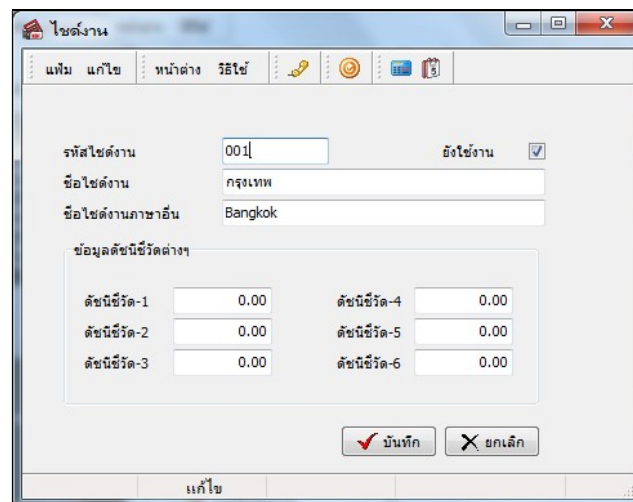 ไซด์งาน
แฟ้ม แก้ไข หน้าต่าง วิธีใช้
รหัสไซด์งาน 001 ยังใช้งาน
ชื่อไซด์งาน กรุงเทพ
ชื่อไซด์งานภาษาอื่น Bangkok
ข้อมูลดัชนีชี้วัดต่างๆ
ดัชนีชี้วัด-1 0.00 ดัชนีชี้วัด-4 0.00
ดัชนีชี้วัด-2 0.00 ดัชนีชี้วัด-5 0.00
ดัชนีชี้วัด-3 0.00 ดัชนีชี้วัด-6 0.00
บันทึก ยกเลิก
แก้ไข